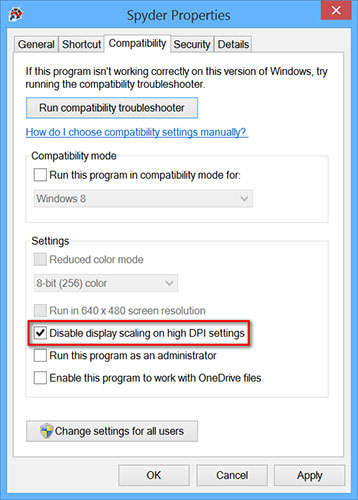 Spyder Properties
General
Shortcut
Compatibility
Security
Details
If this program isn't working correctly on this version of Windows, try
running the compatibility troubleshooter.
Run compatibility troubleshooter
How do I choose compatibility settings manually?
Compatibility mode
Run this program in compatibility mode for:
Windows 8
Settings
Reduced color mode
8-bit (256) color
Run in 640 x 480 screen resolution
Disable display scaling on high DPI settings
Run this program as an administrator
Enable this program to work with OneDrive files
Change settings for all users
OK
Cancel
Apply